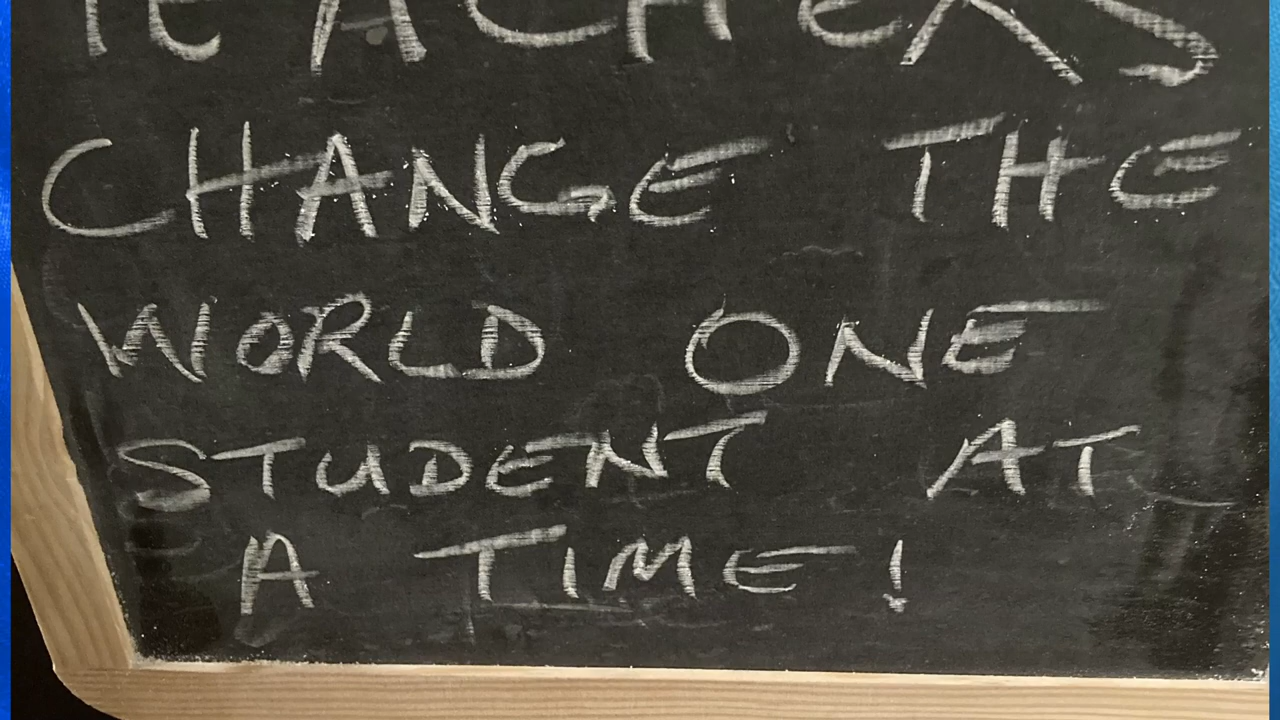 TEACHERS
CHANGE THE
WORLD ONE
STUDENT AT
A TIME!